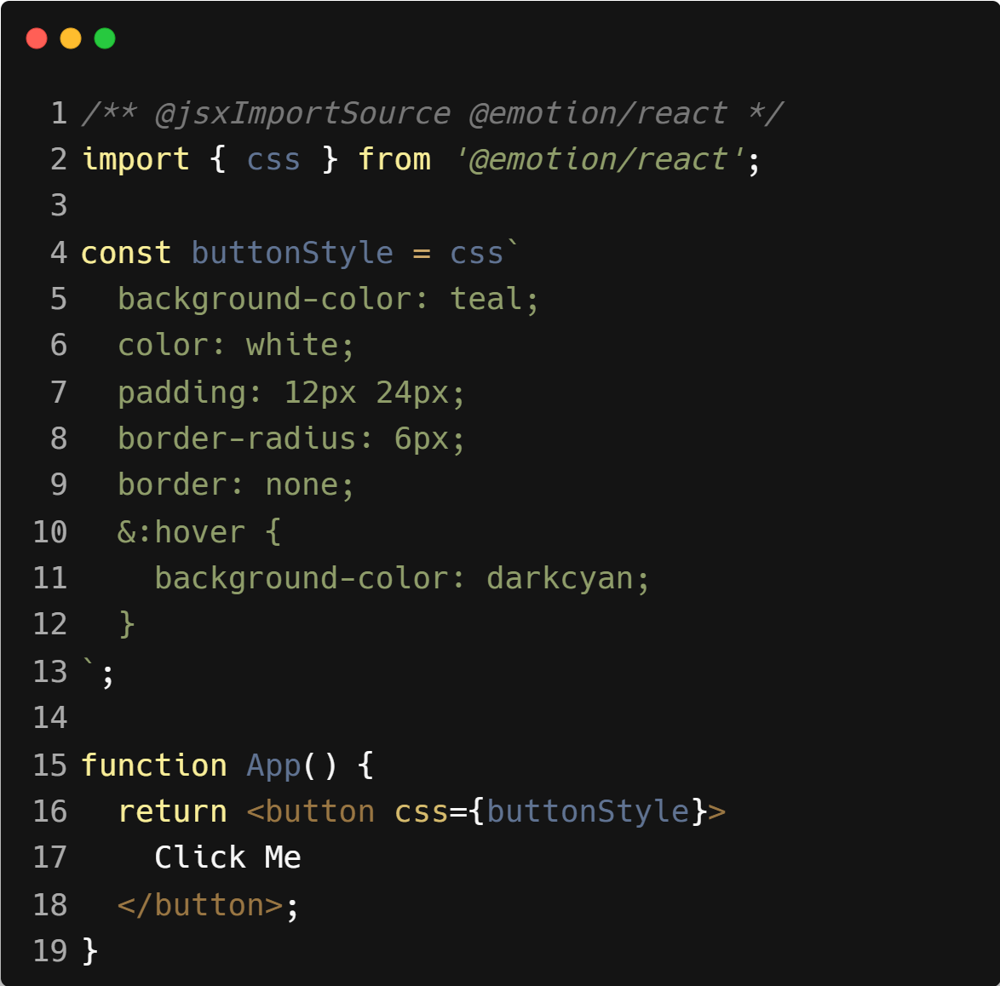 1 /** @jsxImportSource @emotion/react */
2 import { css } from '@emotion/react';
3
4 const buttonStyle = css`
5   background-color: teal;
6   color: white;
7   padding: 12px 24px;
8   border-radius: 6px;
9   border: none;
10   &:hover {
11     background-color: darkcyan;
12   }
13 `;
14
15 function App() {
16   return <button css={buttonStyle}>
17     Click Me
18   </button>;
19 }